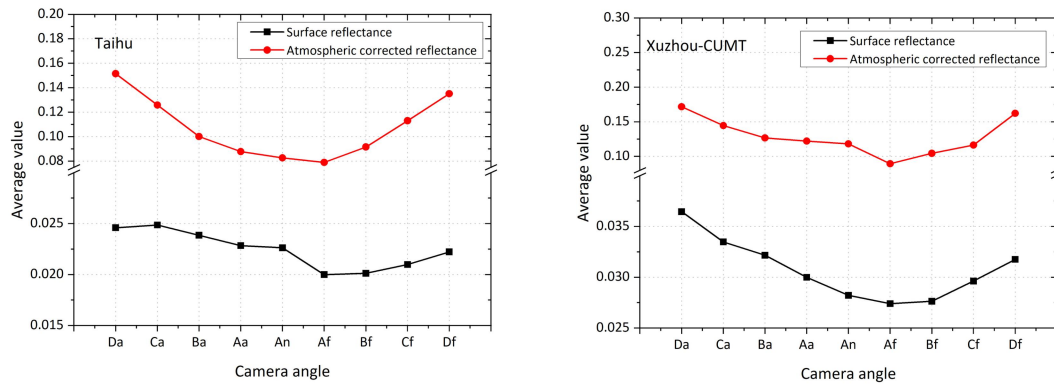 Taihu
Surface reflectance
Atmospheric corrected reflectance
Average value
0.20
0.18
0.16
0.14
0.12
0.10
0.08
0.025
0.020
0.015
Da Ca Ba Aa An Af Bf Cf Df
Camera angle
Xuzhou-CUMT
Surface reflectance
Atmospheric corrected reflectance
Average value
0.30
0.25
0.20
0.15
0.10
0.035
0.030
0.025
Da Ca Ba Aa An Af Bf Cf Df
Camera angle